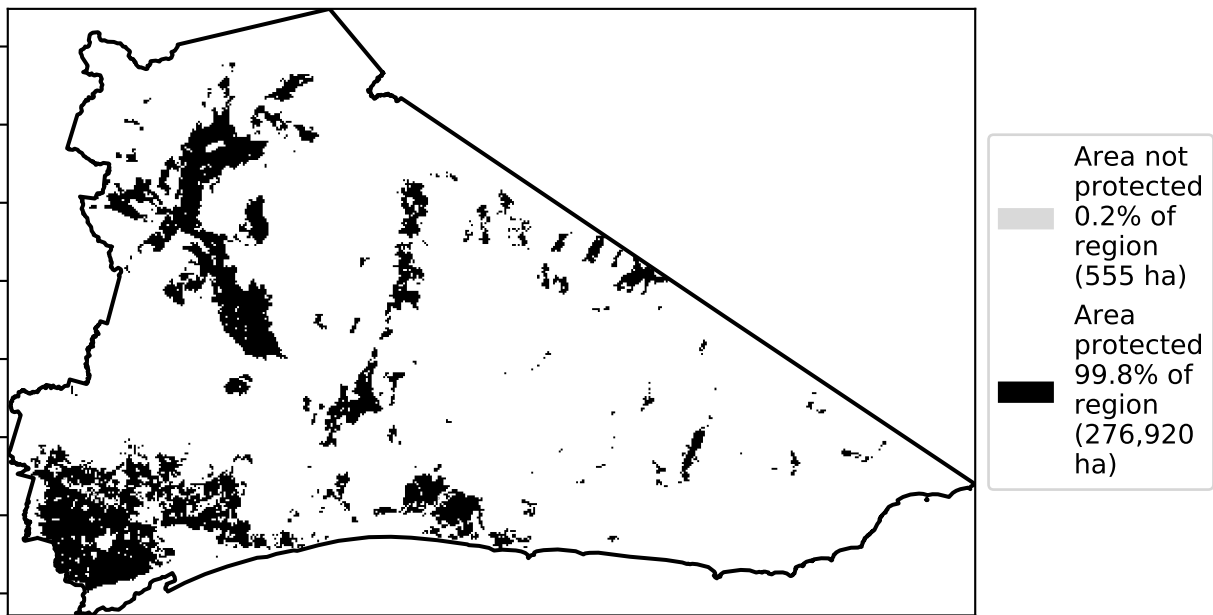 Area not
protected
0.2% of
region
(555 ha)
Area
protected
99.8% of
region
(276,920
ha)